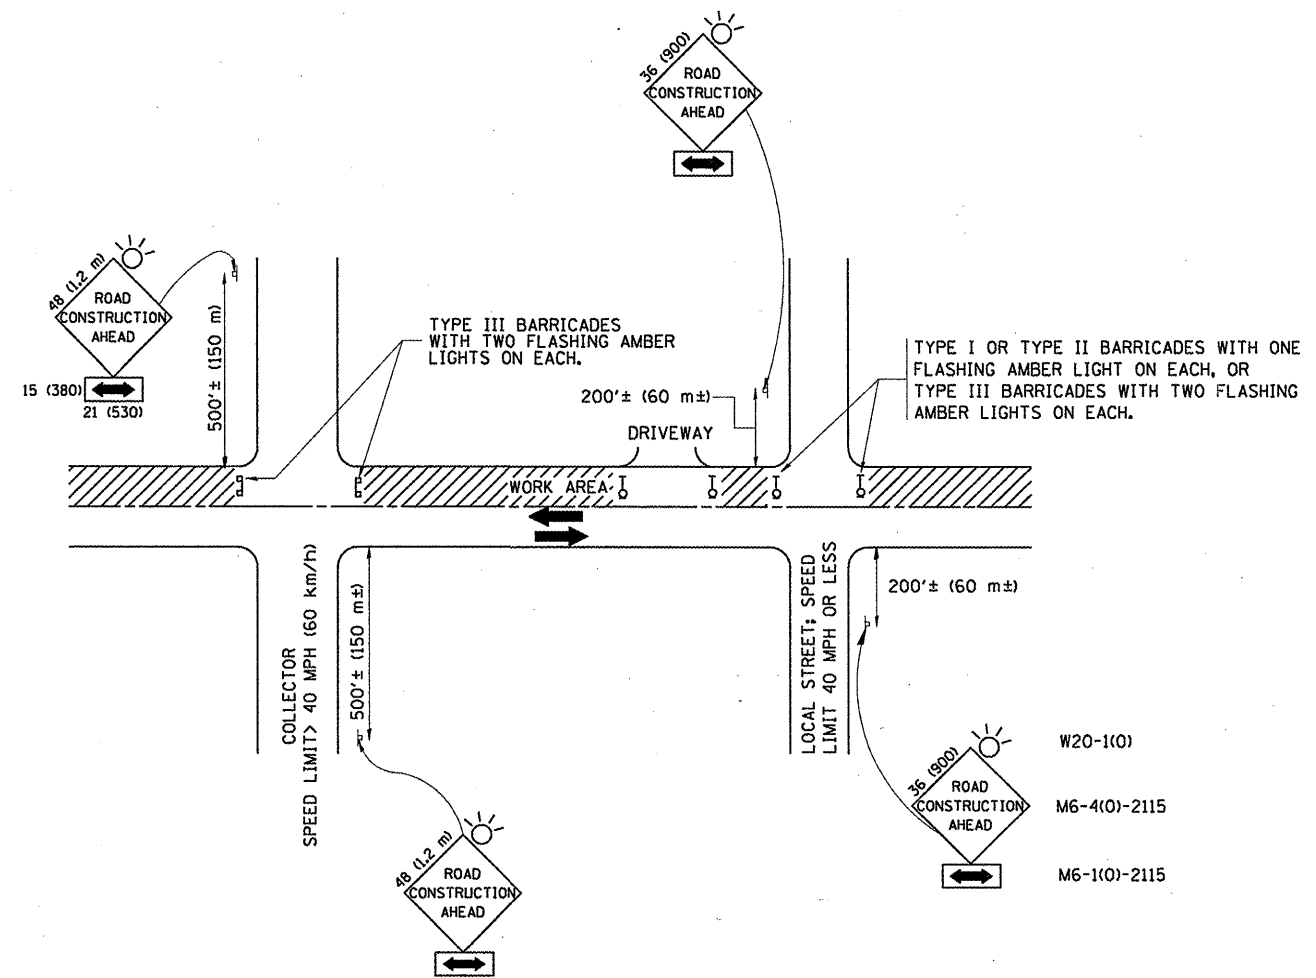 36 (900)
ROAD
CONSTRUCTION
AHEAD
48 (1.2 m)
ROAD
CONSTRUCTION
AHEAD
15 (380)
21 (530)
500'± (150 m)
TYPE III BARRICADES
WITH TWO FLASHING AMBER
LIGHTS ON EACH.
200'± (60 m±)
DRIVEWAY
TYPE I OR TYPE II BARRICADES WITH ONE
FLASHING AMBER LIGHT ON EACH, OR
TYPE III BARRICADES WITH TWO FLASHING
AMBER LIGHTS ON EACH.
WORK AREA
COLLECTOR
SPEED LIMIT> 40 MPH (60 km/h)
500'± (150 m±)
LOCAL STREET; SPEED
LIMIT 40 MPH OR LESS
200'± (60 m±)
48 (1.2 m)
ROAD
CONSTRUCTION
AHEAD
36 (900)
ROAD
CONSTRUCTION
AHEAD
W20-1(O)
M6-4(O)-2115
M6-1(O)-2115